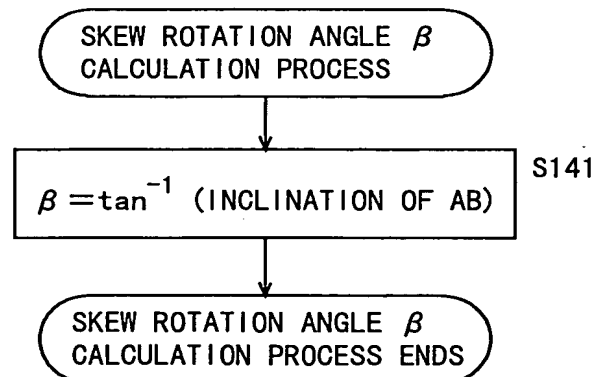 SKEW ROTATION ANGLE β
CALCULATION PROCESS
S141
β=tan⁻¹ (INCLINATION OF AB)
SKEW ROTATION ANGLE β
CALCULATION PROCESS ENDS